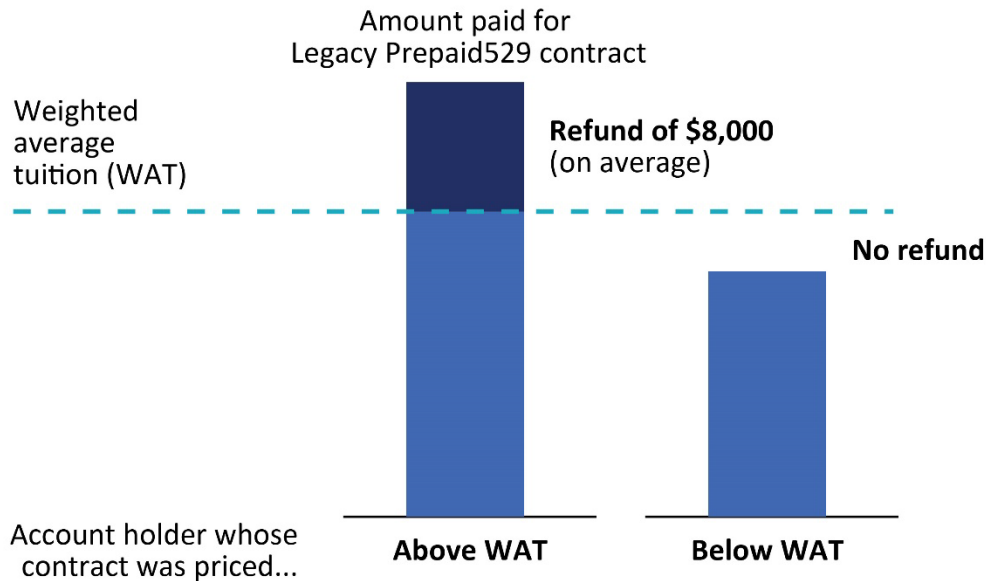 Amount paid for
Legacy Prepaid529 contract
Weighted
average
tuition (WAT)
Refund of $8,000
(on average)
No refund
Account holder whose
contract was priced...
Above WAT
Below WAT